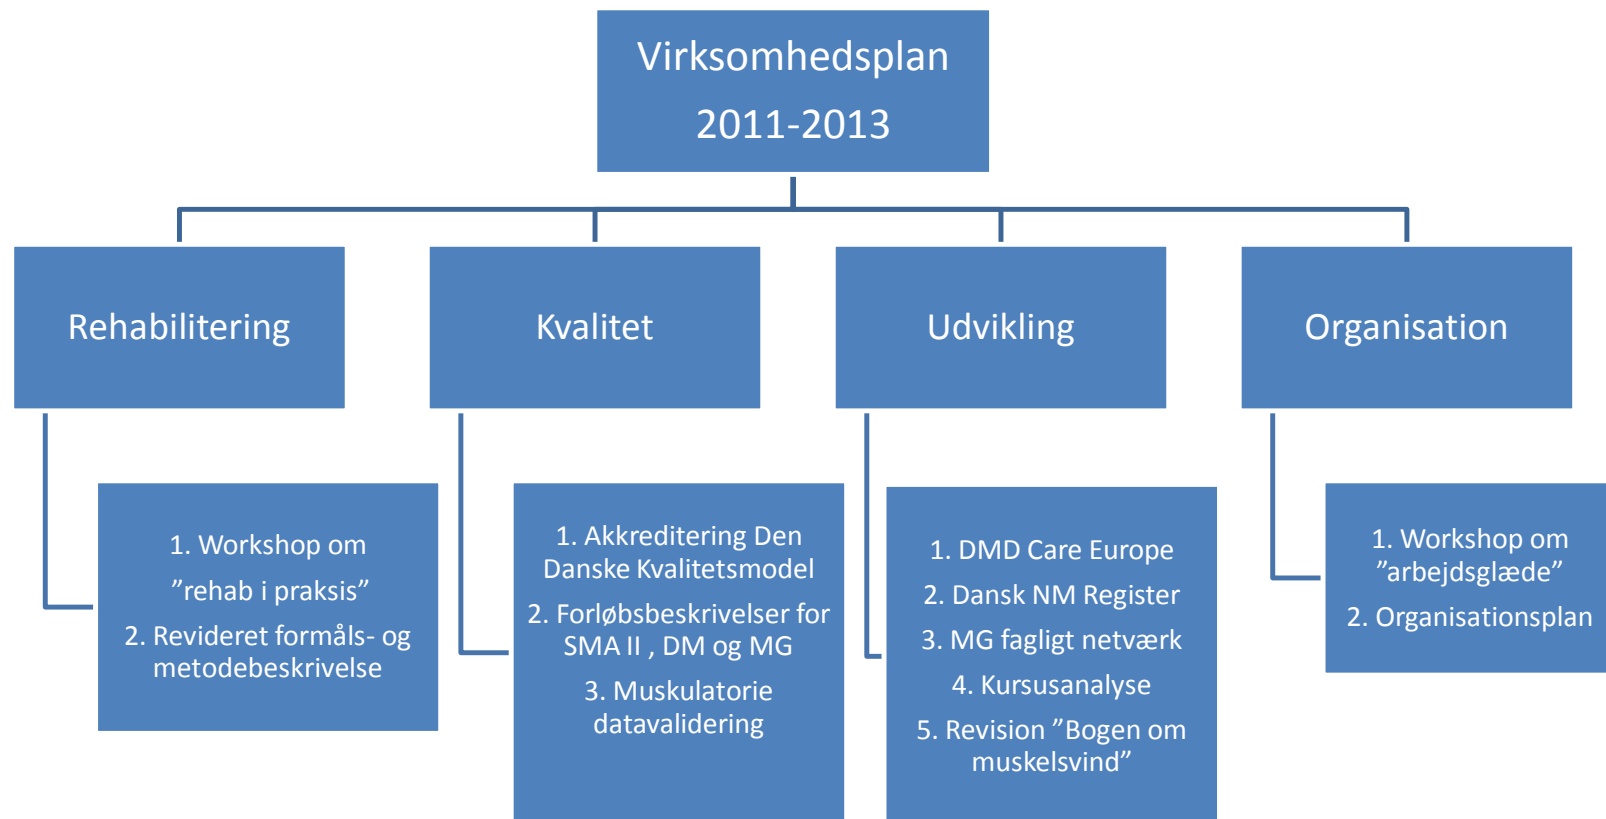 Virksomhedsplan
2011-2013
Rehabilitering
Kvalitet
Udvikling
Organisation
1. Workshop om
”rehab i praksis”
2. Revideret formåls- og
metodebeskrivelse
1. Akkreditering Den
Danske Kvalitetsmodel
2. Forløbsbeskrivelser for
SMA II , DM og MG
3. Muskulatorie
datavalidering
1. DMD Care Europe
2. Dansk NM Register
3. MG fagligt netværk
4. Kursusanalyse
5. Revision ”Bogen om
muskelsvind”
1. Workshop om
”arbejdsglæde”
2. Organisationsplan